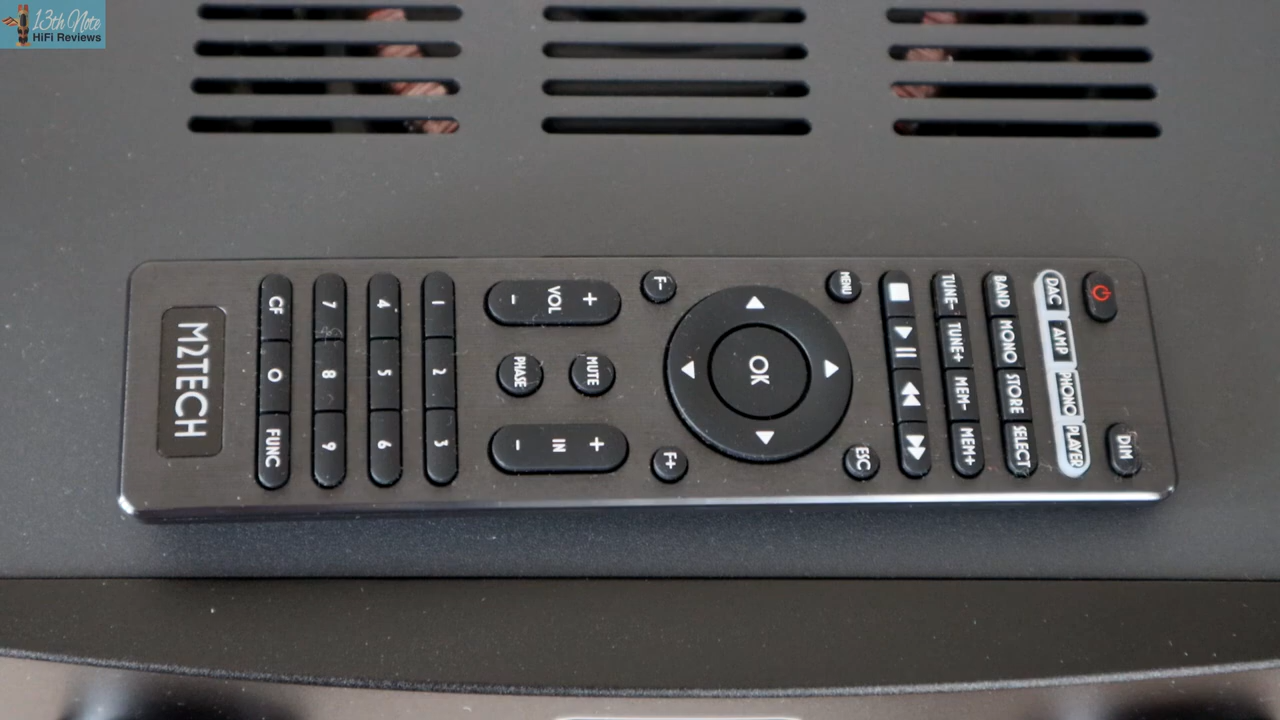 13th Note
HiFi Reviews
DIM
DAC AMP PHONO PLAYER
BAND MONO STORE SELECT
TUNE- TUNE+ MEM- MEM+
MENU ESC
OK
F- F+
+ VOL -
MUTE PHASE
+ IN -
1 2 3
4 5 6
7 8 9
CF 0 FUNC
M2TECH